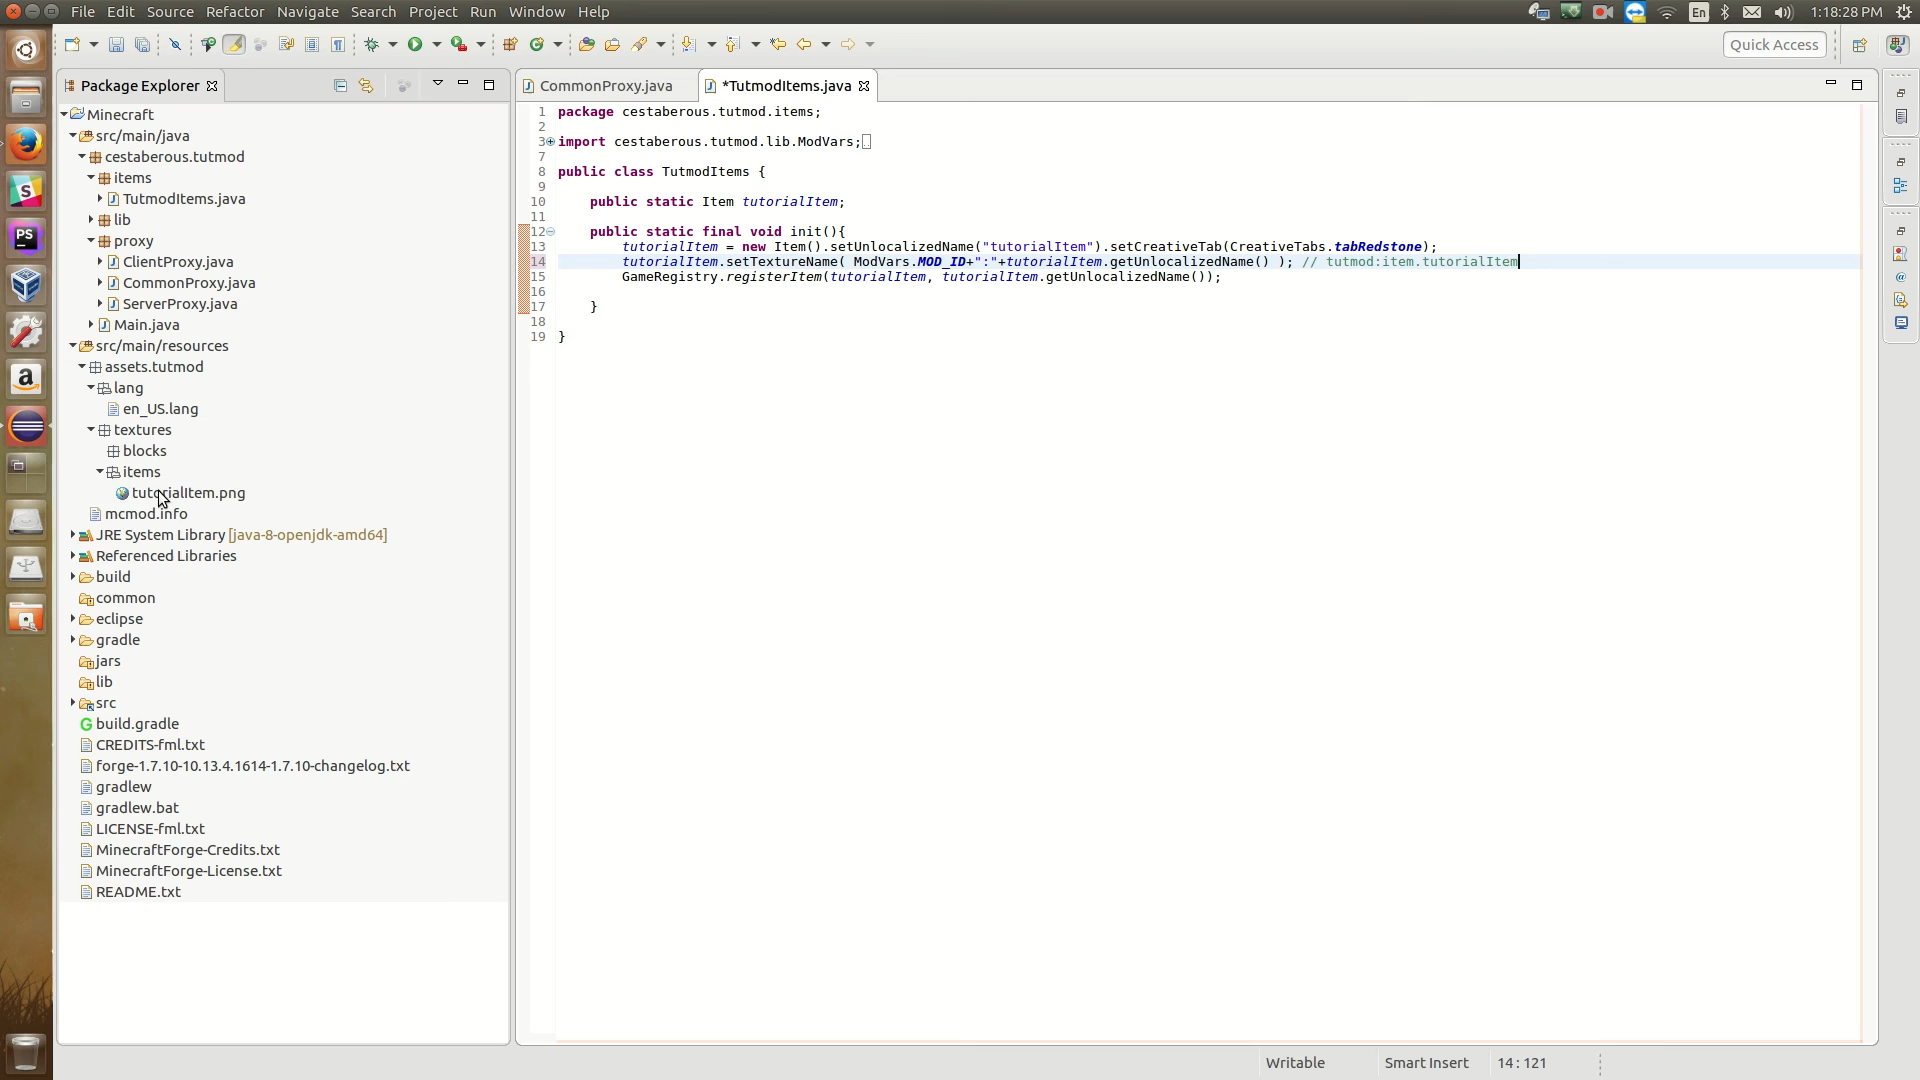 File Edit Source Refactor Navigate Search Project Run Window Help
En
1:18:28 PM
Quick Access
Package Explorer
CommonProxy.java
*TutmodItems.java
Minecraft
src/main/java
cestaberous.tutmod
items
TutmodItems.java
lib
proxy
ClientProxy.java
CommonProxy.java
ServerProxy.java
Main.java
src/main/resources
assets.tutmod
lang
en_US.lang
textures
blocks
items
tutorialItem.png
mcmod.info
JRE System Library [java-8-openjdk-amd64]
Referenced Libraries
build
common
eclipse
gradle
jars
lib
src
build.gradle
CREDITS-fml.txt
forge-1.7.10-10.13.4.1614-1.7.10-changelog.txt
gradlew
gradlew.bat
LICENSE-fml.txt
MinecraftForge-Credits.txt
MinecraftForge-License.txt
README.txt
1 package cestaberous.tutmod.items;
2
3 import cestaberous.tutmod.lib.ModVars;
7
8 public class TutmodItems {
9
10 public static Item tutorialItem;
11
12 public static final void init(){
13 tutorialItem = new Item().setUnlocalizedName("tutorialItem").setCreativeTab(CreativeTabs.tabRedstone);
14 tutorialItem.setTextureName( ModVars.MOD_ID+":"+tutorialItem.getUnlocalizedName() ); // tutmod:item.tutorialItem
15 GameRegistry.registerItem(tutorialItem, tutorialItem.getUnlocalizedName());
16
17 }
18
19 }
PS
a
Writable
Smart Insert
14 : 121